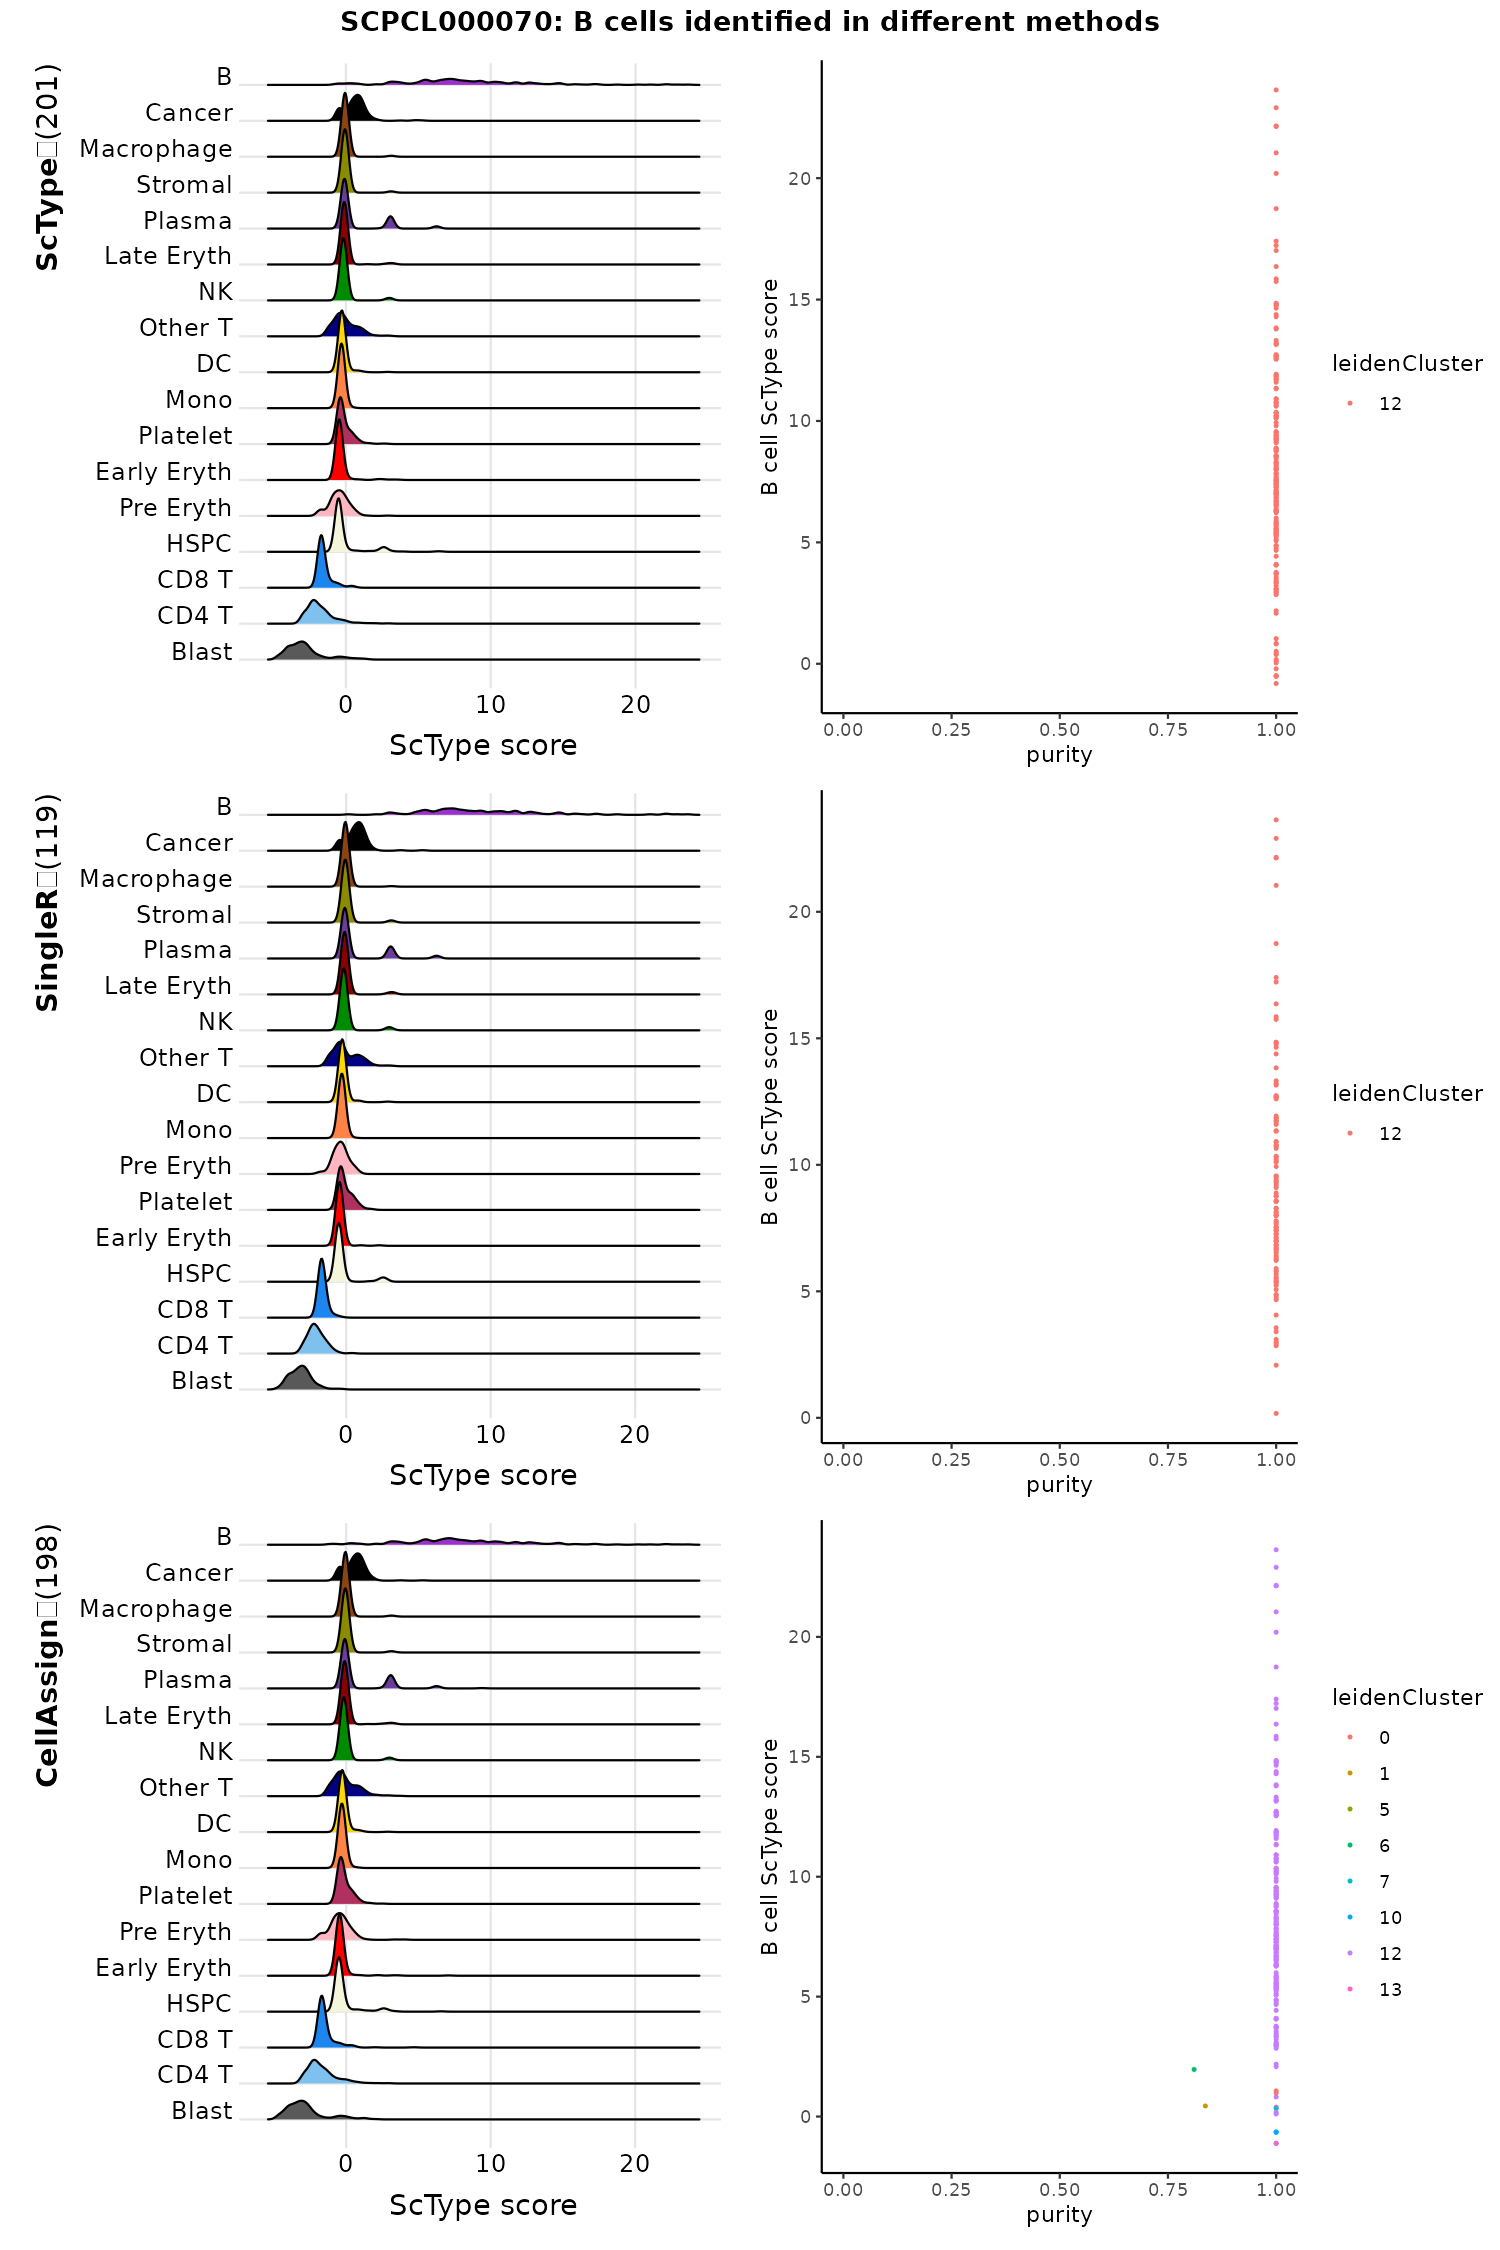 SCPCL000070: B cells identified in different methods
ScType□(201)
B
Cancer
Macrophage
Stromal
Plasma
Late Eryth
NK
Other T
DC
Mono
Platelet
Early Eryth
Pre Eryth
HSPC
CD8 T
CD4 T
Blast
0 10 20
ScType score
B cell ScType score
20
15
10
5
0
0.00 0.25 0.50 0.75 1.00
purity
leidenCluster
12
SingleR□(119)
B
Cancer
Macrophage
Stromal
Plasma
Late Eryth
NK
Other T
DC
Mono
Pre Eryth
Platelet
Early Eryth
HSPC
CD8 T
CD4 T
Blast
0 10 20
ScType score
B cell ScType score
20
15
10
5
0
0.00 0.25 0.50 0.75 1.00
purity
leidenCluster
12
CellAssign□(198)
B
Cancer
Macrophage
Stromal
Plasma
Late Eryth
NK
Other T
DC
Mono
Platelet
Pre Eryth
Early Eryth
HSPC
CD8 T
CD4 T
Blast
0 10 20
ScType score
B cell ScType score
20
15
10
5
0
0.00 0.25 0.50 0.75 1.00
purity
leidenCluster
0
1
5
6
7
10
12
13